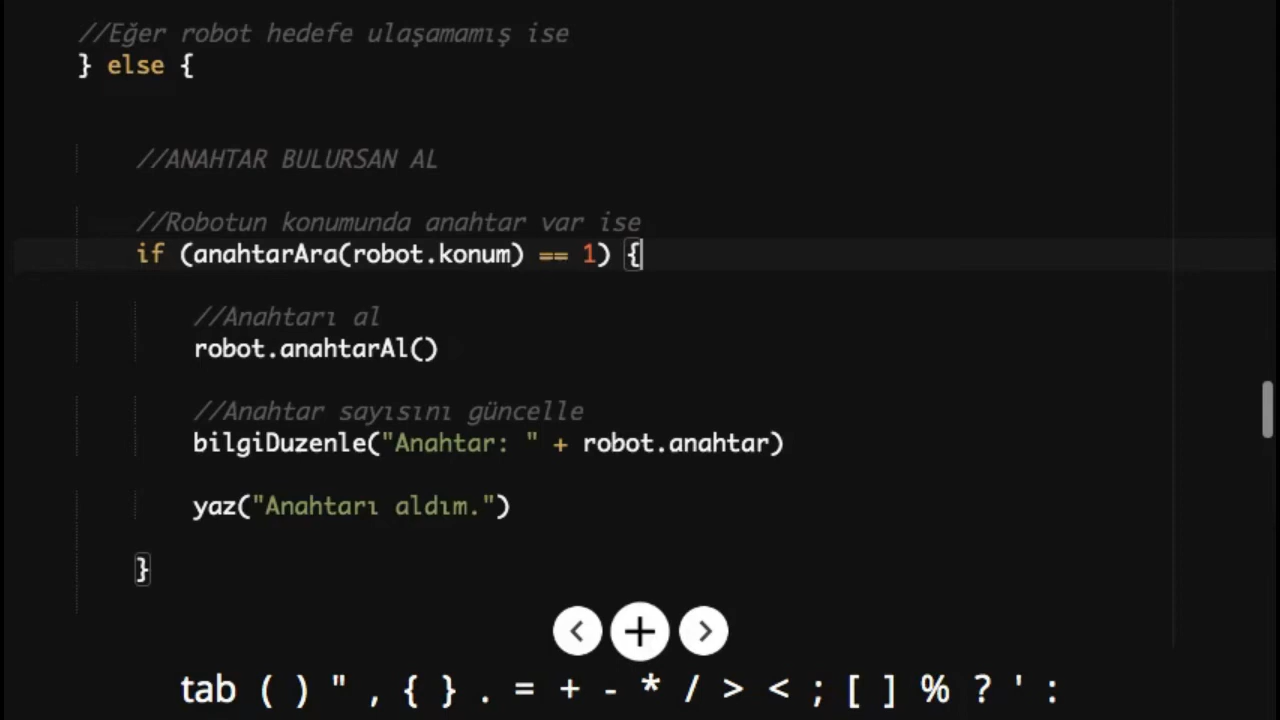 //Eğer robot hedefe ulaşamamış ise
} else {
//ANAHTAR BULURSAN AL
//Robotun konumunda anahtar var ise
if (anahtarAra(robot.konum) == 1) {
//Anahtarı al
robot.anahtarAl()
//Anahtar sayısını güncelle
bilgiDuzenle("Anahtar: " + robot.anahtar)
yaz("Anahtarı aldım.")
}
tab ( ) " , { } . = + - * / > < ; [ ] % ? ' :